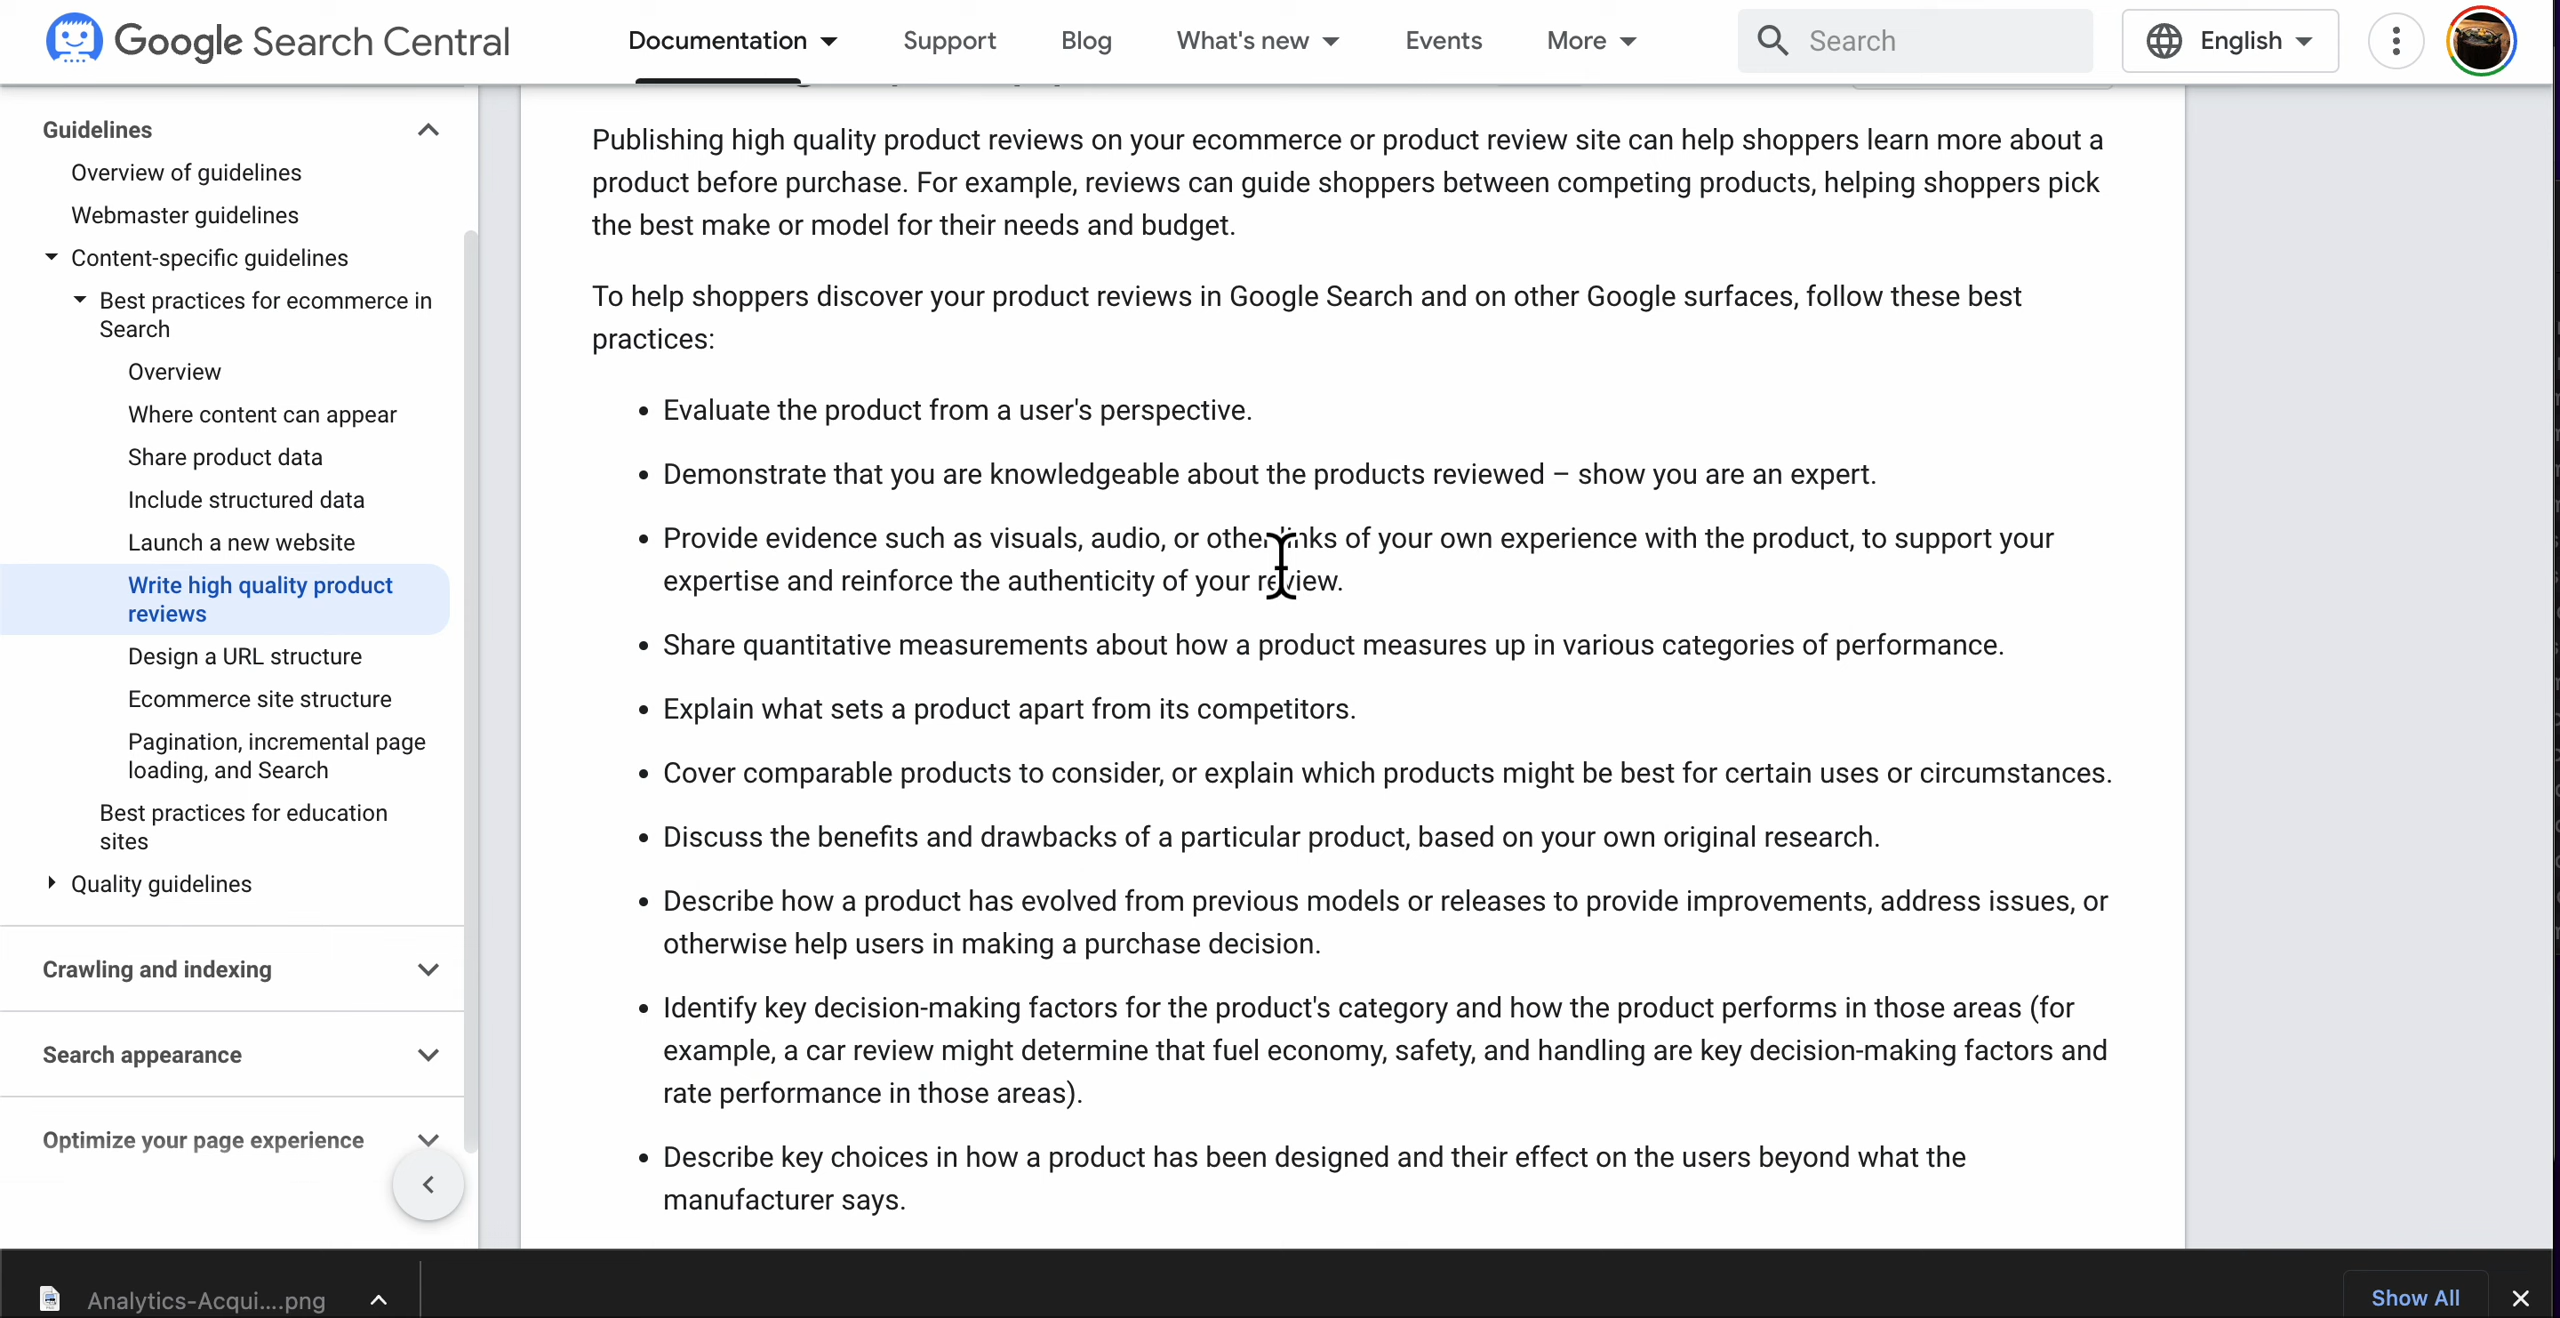 Google Search Central
Documentation
Support
Blog
What's new
Events
More
Search
English
Guidelines
Overview of guidelines
Webmaster guidelines
Content-specific guidelines
Best practices for ecommerce in
Search
Overview
Where content can appear
Share product data
Include structured data
Launch a new website
Write high quality product
reviews
Design a URL structure
Ecommerce site structure
Pagination, incremental page
loading, and Search
Best practices for education
sites
Quality guidelines
Crawling and indexing
Search appearance
Optimize your page experience
Publishing high quality product reviews on your ecommerce or product review site can help shoppers learn more about a
product before purchase. For example, reviews can guide shoppers between competing products, helping shoppers pick
the best make or model for their needs and budget.
To help shoppers discover your product reviews in Google Search and on other Google surfaces, follow these best
practices:
• Evaluate the product from a user's perspective.
• Demonstrate that you are knowledgeable about the products reviewed – show you are an expert.
• Provide evidence such as visuals, audio, or other links of your own experience with the product, to support your
expertise and reinforce the authenticity of your review.
• Share quantitative measurements about how a product measures up in various categories of performance.
• Explain what sets a product apart from its competitors.
• Cover comparable products to consider, or explain which products might be best for certain uses or circumstances.
• Discuss the benefits and drawbacks of a particular product, based on your own original research.
• Describe how a product has evolved from previous models or releases to provide improvements, address issues, or
otherwise help users in making a purchase decision.
• Identify key decision-making factors for the product's category and how the product performs in those areas (for
example, a car review might determine that fuel economy, safety, and handling are key decision-making factors and
rate performance in those areas).
• Describe key choices in how a product has been designed and their effect on the users beyond what the
manufacturer says.
Analytics-Acqui....png
Show All